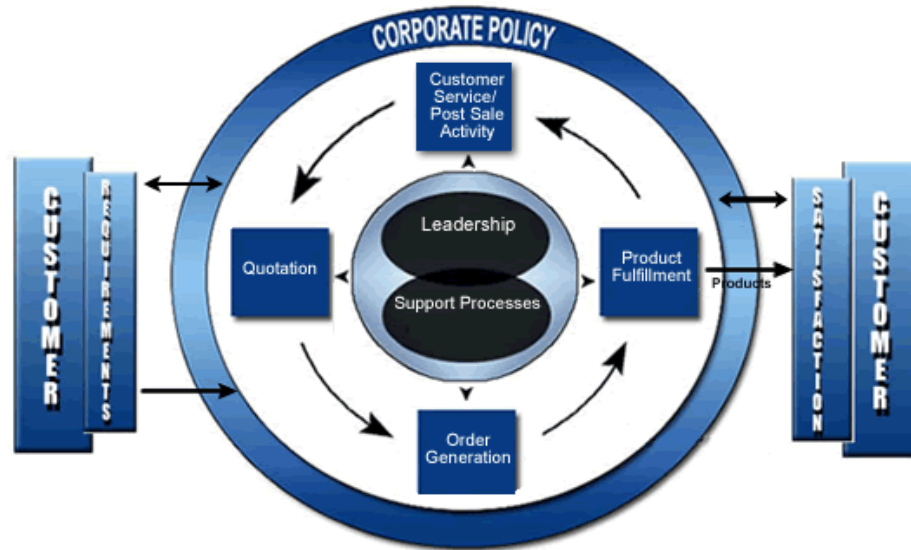 CORPORATE POLICY
Customer
Service/
Post Sale
Activity
CUSTOMER
REQUIREMENTS
Leadership
Quotation
Support Processes
Product
Fulfillment
Products
SATISFACTION
CUSTOMER
Order
Generation